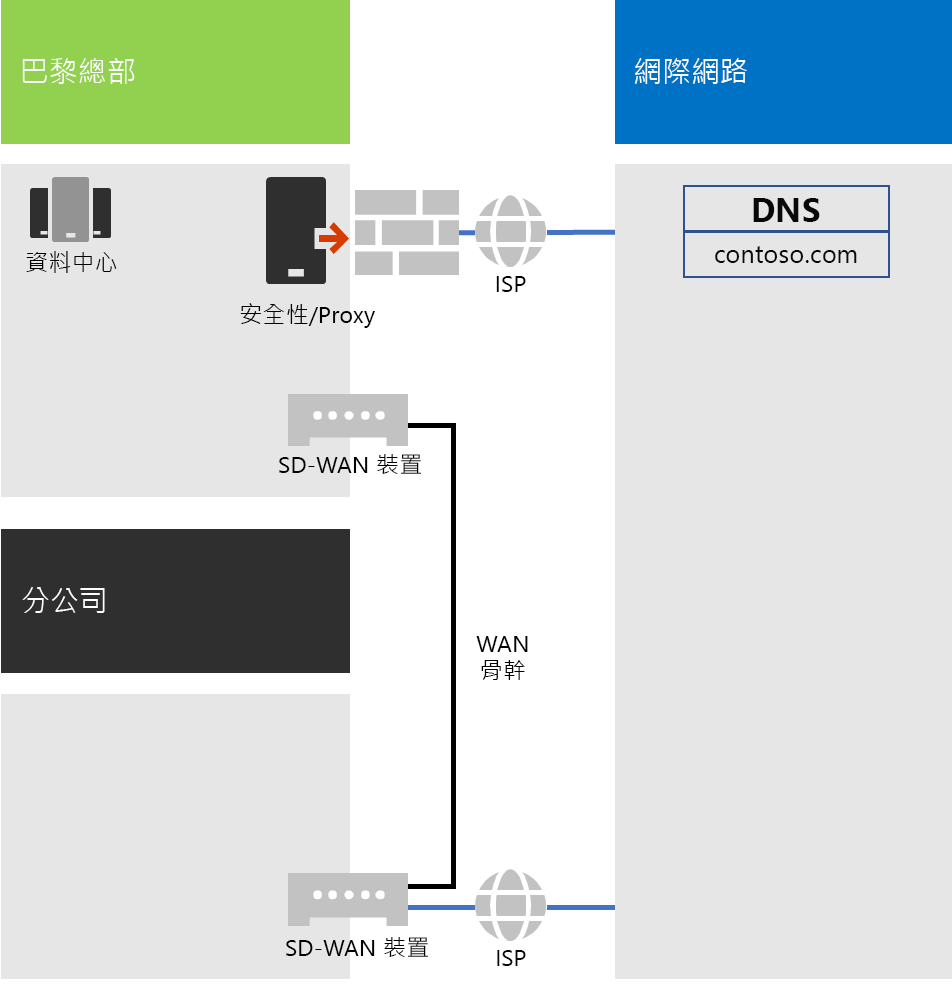 巴黎總部
網際網路
資料中心
安全性/Proxy
ISP
DNS
contoso.com
SD-WAN 裝置
分公司
WAN
骨幹
SD-WAN 裝置
ISP